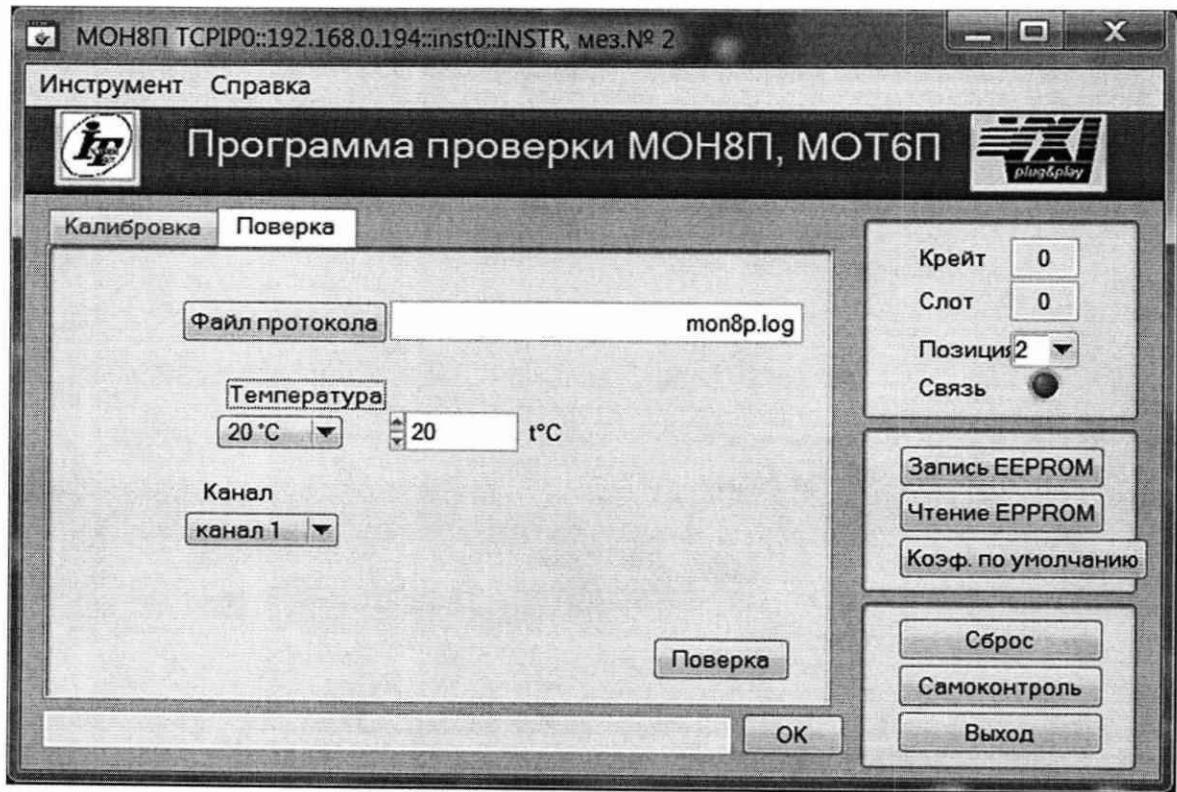 МОН8П TCPIP0::192.168.0.194::inst0::INSTR, мез.№ 2
Инструмент Справка
Программа проверки МОН8П, МОТ6П
plug&play
Калибровка Поверка
Файл протокола mon8p.log
Температура
20 °C 20 t°C
Канал
канал 1
Поверка
OK
Крейт 0
Слот 0
Позиция 2
Связь
Запись EEPROM
Чтение EPPROM
Коэф. по умолчанию
Сброс
Самоконтроль
Выход